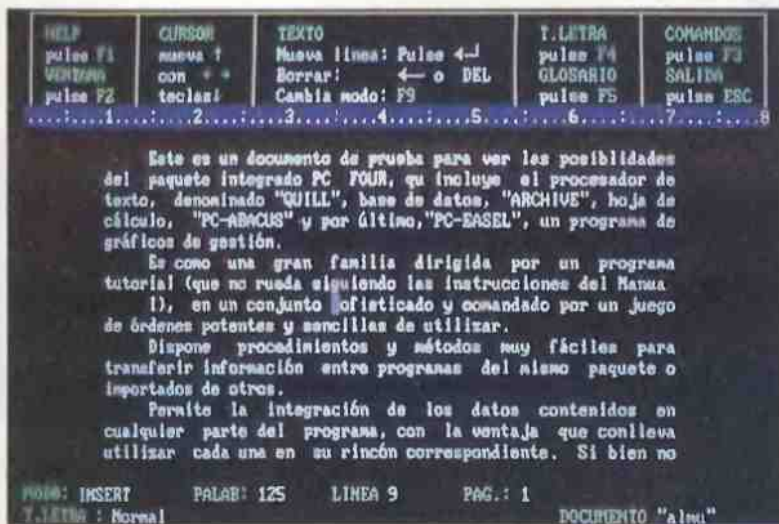 HELP CURSOR TEXTO T.LETRA COMANDOS
pulse F1 mueva ↑ Nueva línea: Pulse ←┘ pulse F4 pulse F3
VENTANA con ← → Borrar: ← o DEL GLOSARIO SALIDA
pulse F2 teclas↓ Cambia modo: F9 pulse F5 pulse ESC
....:....1....:....2....:....3....:....4....:....5....:....6....:....7....:....8
Este es un documento de prueba para ver las posiblidades
del paquete integrado PC FOUR, qu incluye el procesador de
texto, denominado "QUILL", base de datos, "ARCHIVE", hoja de
cálculo, "PC-ABACUS" y por último,"PC-EASEL", un programa de
gráficos de gestión.
Es como una gran familia dirigida por un programa
tutorial (que no rueda siguiendo las instrucciones del Manua
l), en un conjunto ofisticado y comandado por un juego
de órdenes potentes y sencillas de utilizar.
Dispone procedimientos y métodos muy fáciles para
transferir información entre programas del mismo paquete o
importados de otros.
Permite la integración de los datos contenidos en
cualquier parte del programa, con la ventaja que conlleva
utilizar cada una en su rincón correspondiente. Si bien no
MODO: INSERT PALAB: 125 LINEA 9 PAG.: 1
T.LETRA : Normal DOCUMENTO "almu"